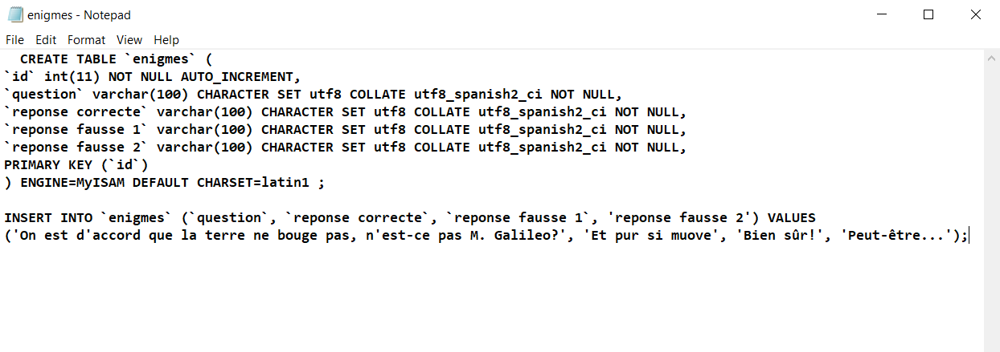 enigmes - Notepad
File Edit Format View Help
CREATE TABLE `enigmes` (
`id` int(11) NOT NULL AUTO_INCREMENT,
`question` varchar(100) CHARACTER SET utf8 COLLATE utf8_spanish2_ci NOT NULL,
`reponse correcte` varchar(100) CHARACTER SET utf8 COLLATE utf8_spanish2_ci NOT NULL,
`reponse fausse 1` varchar(100) CHARACTER SET utf8 COLLATE utf8_spanish2_ci NOT NULL,
`reponse fausse 2` varchar(100) CHARACTER SET utf8 COLLATE utf8_spanish2_ci NOT NULL,
PRIMARY KEY (`id`)
) ENGINE=MyISAM DEFAULT CHARSET=latin1 ;
INSERT INTO `enigmes` (`question`, `reponse correcte`, `reponse fausse 1`, 'reponse fausse 2') VALUES
('On est d'accord que la terre ne bouge pas, n'est-ce pas M. Galileo?', 'Et pur si muove', 'Bien sûr!', 'Peut-être...');